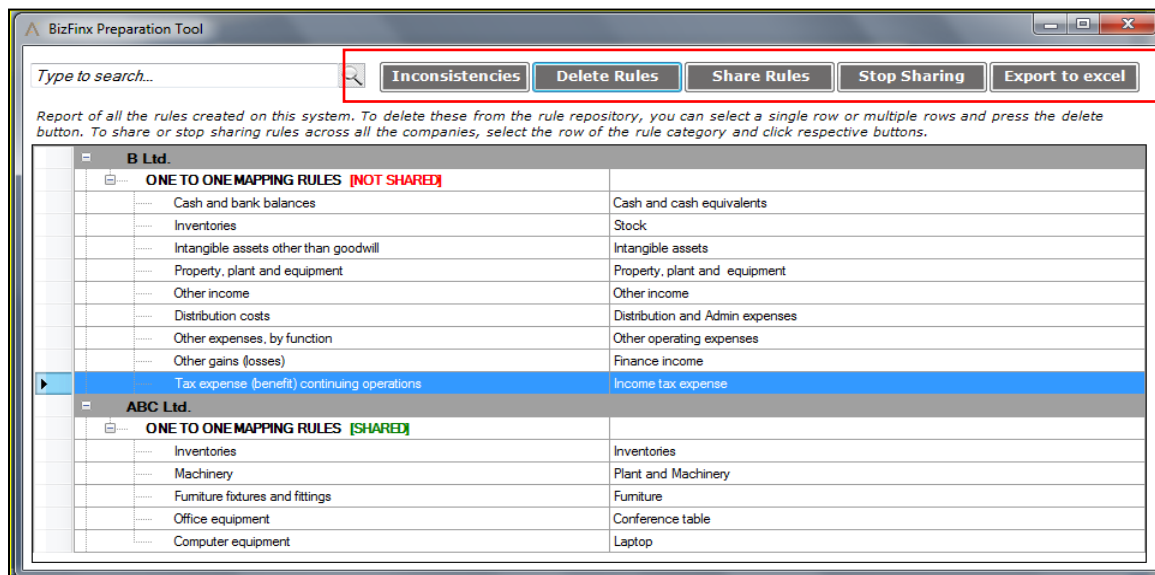 BizFinx Preparation Tool
Type to search...
Inconsistencies Delete Rules Share Rules Stop Sharing Export to excel
Report of all the rules created on this system. To delete these from the rule repository, you can select a single row or multiple rows and press the delete
button. To share or stop sharing rules across all the companies, select the row of the rule category and click respective buttons.
B Ltd.
ONE TO ONE MAPPING RULES [NOT SHARED]
Cash and bank balances Cash and cash equivalents
Inventories Stock
Intangible assets other than goodwill Intangible assets
Property, plant and equipment Property, plant and equipment
Other income Other income
Distribution costs Distribution and Admin expenses
Other expenses, by function Other operating expenses
Other gains (losses) Finance income
Tax expense (benefit) continuing operations Income tax expense
ABC Ltd.
ONE TO ONE MAPPING RULES [SHARED]
Inventories Inventories
Machinery Plant and Machinery
Furniture fixtures and fittings Furniture
Office equipment Conference table
Computer equipment Laptop